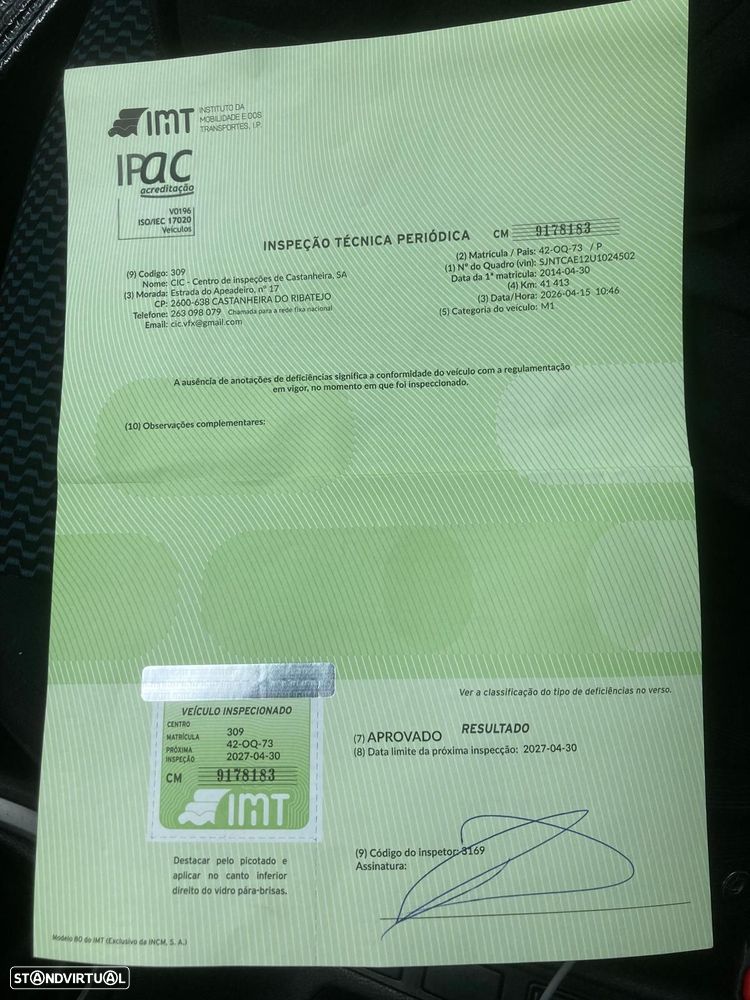 IMT INSTITUTO DA
MOBILIDADE E DOS
TRANSPORTES, I.P.
IPAC
acreditação
V0196
ISO/IEC 17020
Veículos
INSPEÇÃO TÉCNICA PERIÓDICA CM 9178183
(9) Codigo: 309
Nome: CIC - Centro de inspeções de Castanheira, SA
(3) Morada: Estrada do Apeadeiro, nº 17
CP: 2600-638 CASTANHEIRA DO RIBATEJO
Telefone: 263 098 079 Chamada para a rede fixa nacional
Email: cic.vfx@gmail.com
(2) Matricula / Pais: 42-OQ-73 / P
(1) Nº do Quadro (vin): SJNTCAE12U1024502
Data da 1ª matricula: 2014-04-30
(4) Km: 41 413
(3) Data/Hora: 2026-04-15 10:46
(5) Categoria do veículo: M1
A ausência de anotações de deficiências significa a conformidade do veículo com a regulamentação
em vigor, no momento em que foi inspeccionado.
(10) Observações complementares:
Ver a classificação do tipo de deficiências no verso.
RESULTADO
(7) APROVADO
(8) Data limite da próxima inspecção: 2027-04-30
VEÍCULO INSPECIONADO
CENTRO 309
MATRÍCULA 42-OQ-73
PRÓXIMA
INSPEÇÃO 2027-04-30
CM 9178183
IMT
Destacar pelo picotado e
aplicar no canto inferior
direito do vidro pára-brisas.
(9) Código do inspetor: 3169
Assinatura:
Modelo 80 do IMT (Exclusivo da INCM, S. A.)
STANDVIRTUAL